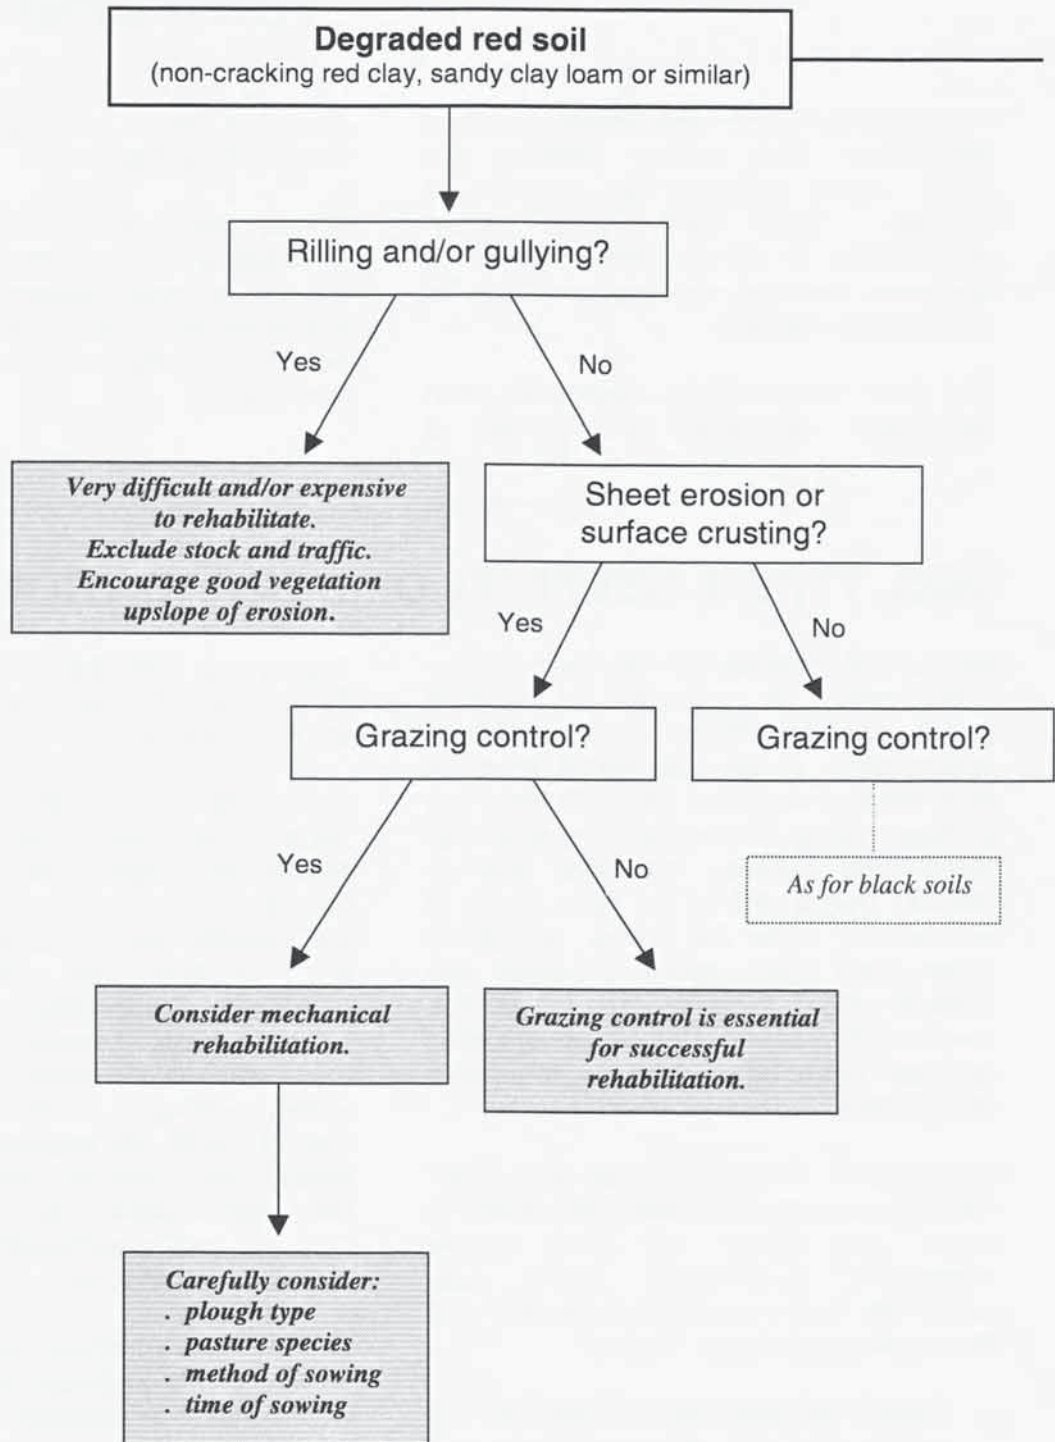 Degraded red soil
(non-cracking red clay, sandy clay loam or similar)
Rilling and/or gullying?
Yes
No
Very difficult and/or expensive
to rehabilitate.
Exclude stock and traffic.
Encourage good vegetation
upslope of erosion.
Sheet erosion or
surface crusting?
Yes
No
Grazing control?
Grazing control?
Yes
No
As for black soils
Consider mechanical
rehabilitation.
Grazing control is essential
for successful
rehabilitation.
Carefully consider:
. plough type
. pasture species
. method of sowing
. time of sowing